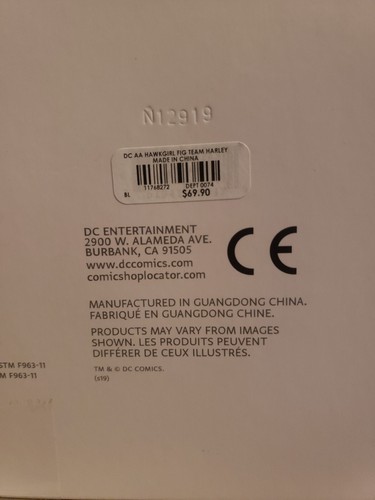 N12919
DC AA HAWKGIRL FIG TEAM HARLEY
MADE IN CHINA
11768272 DEPT 0074
BL $69.90
DC ENTERTAINMENT
2900 W. ALAMEDA AVE.
BURBANK, CA 91505
www.dccomics.com
comicshoplocator.com
CE
MANUFACTURED IN GUANGDONG CHINA.
FABRIQUÉ EN GUANGDONG CHINE.
PRODUCTS MAY VARY FROM IMAGES
SHOWN. LES PRODUITS PEUVENT
DIFFÉRER DE CEUX ILLUSTRÉS.
STM F963-11
M F963-11
TM & © DC COMICS.
(s19)